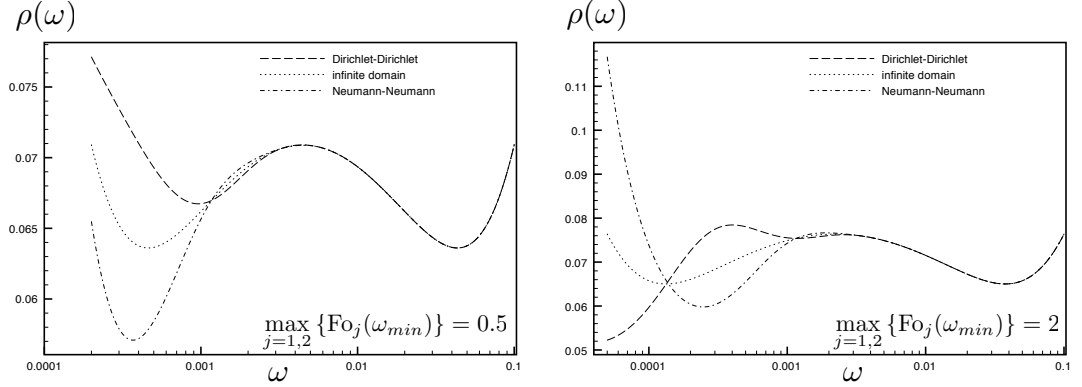 ρ(ω)
Dirichlet-Dirichlet
infinite domain
Neumann-Neumann
0.075
0.07
0.065
0.06
max {Fo_j(ω_min)} = 0.5
j=1,2
0.0001 0.001 0.01 0.1
ω
ρ(ω)
Dirichlet-Dirichlet
infinite domain
Neumann-Neumann
0.11
0.1
0.09
0.08
0.07
0.06
0.05
max {Fo_j(ω_min)} = 2
j=1,2
0.0001 0.001 0.01 0.1
ω